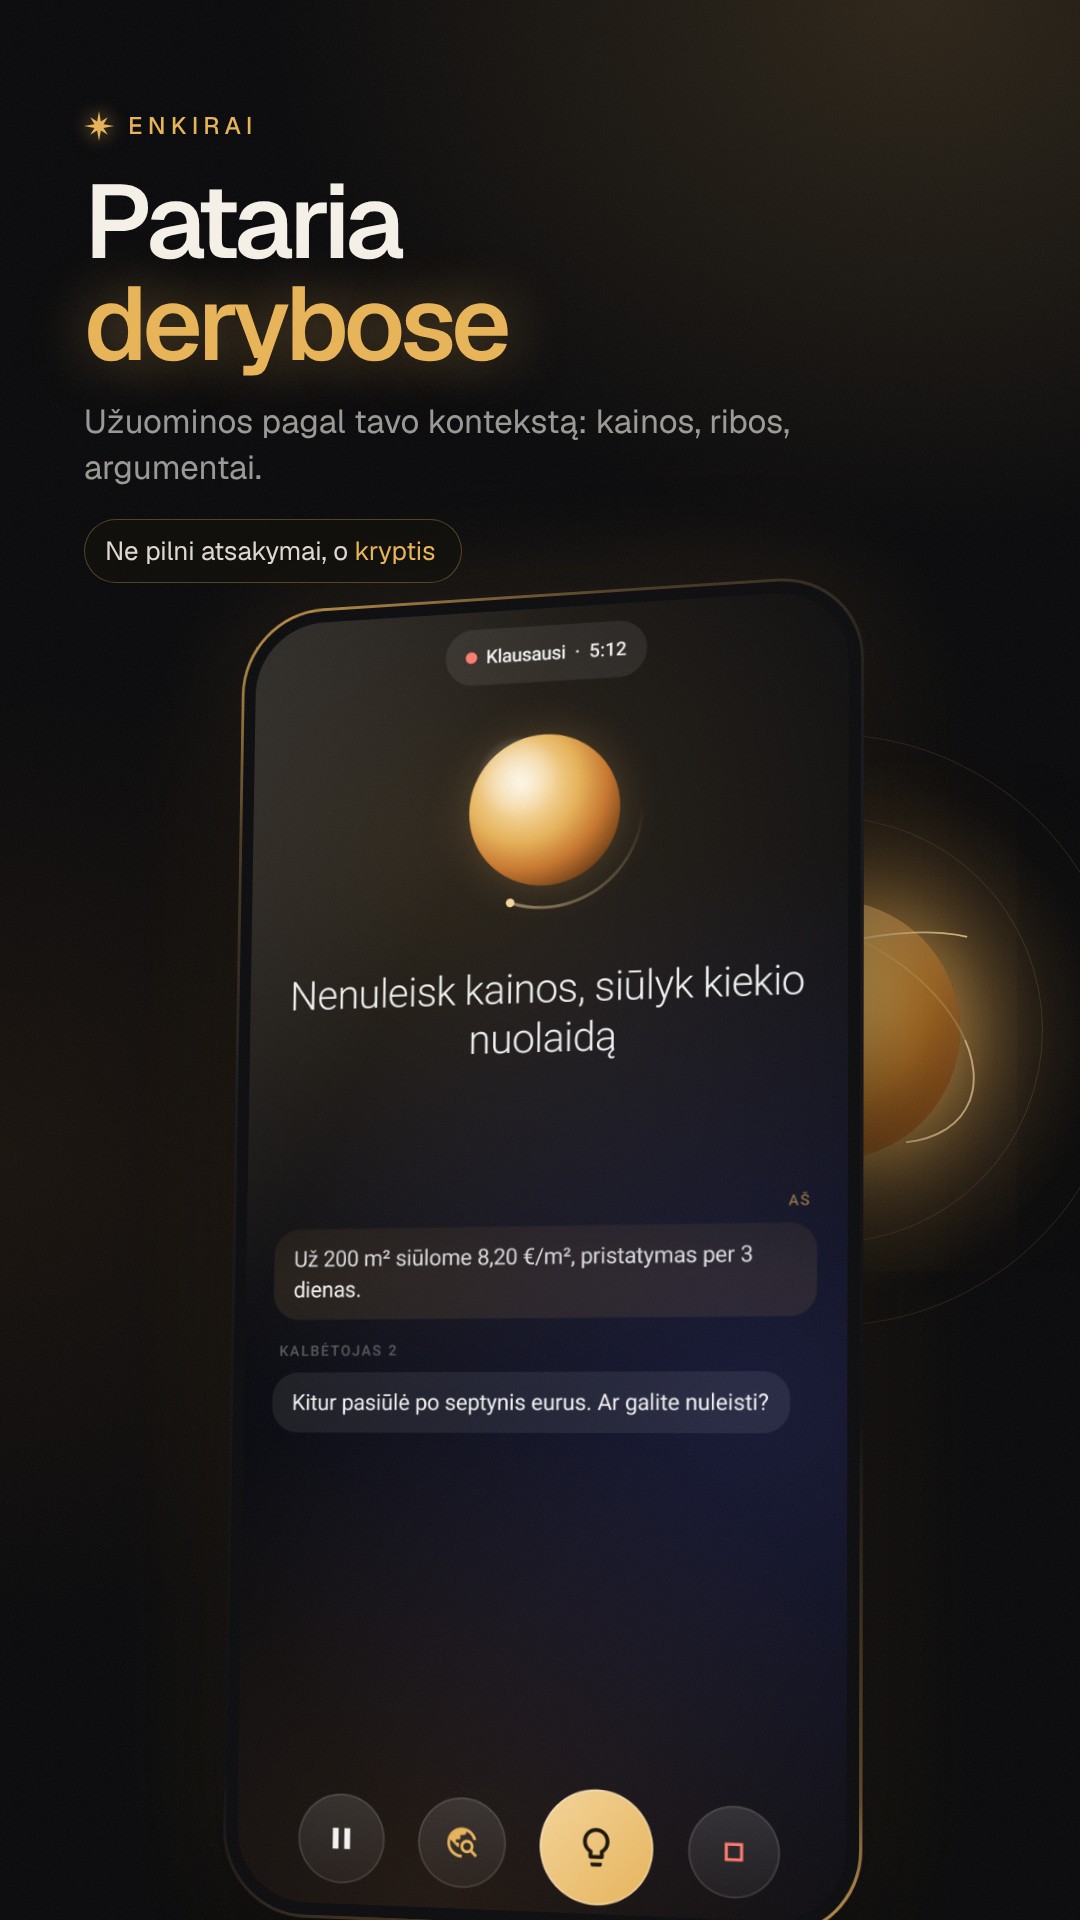 ENKIRAI
Pataria
derybose
Užuominos pagal tavo kontekstą: kainos, ribos,
argumentai.
Ne pilni atsakymai, o kryptis
Klausausi · 5:12
Nenuleisk kainos, siūlyk kiekio
nuolaidą
AŠ
Už 200 m² siūlome 8,20 €/m², pristatymas per 3
dienas.
KALBĖTOJAS 2
Kitur pasiūlė po septynis eurus. Ar galite nuleisti?